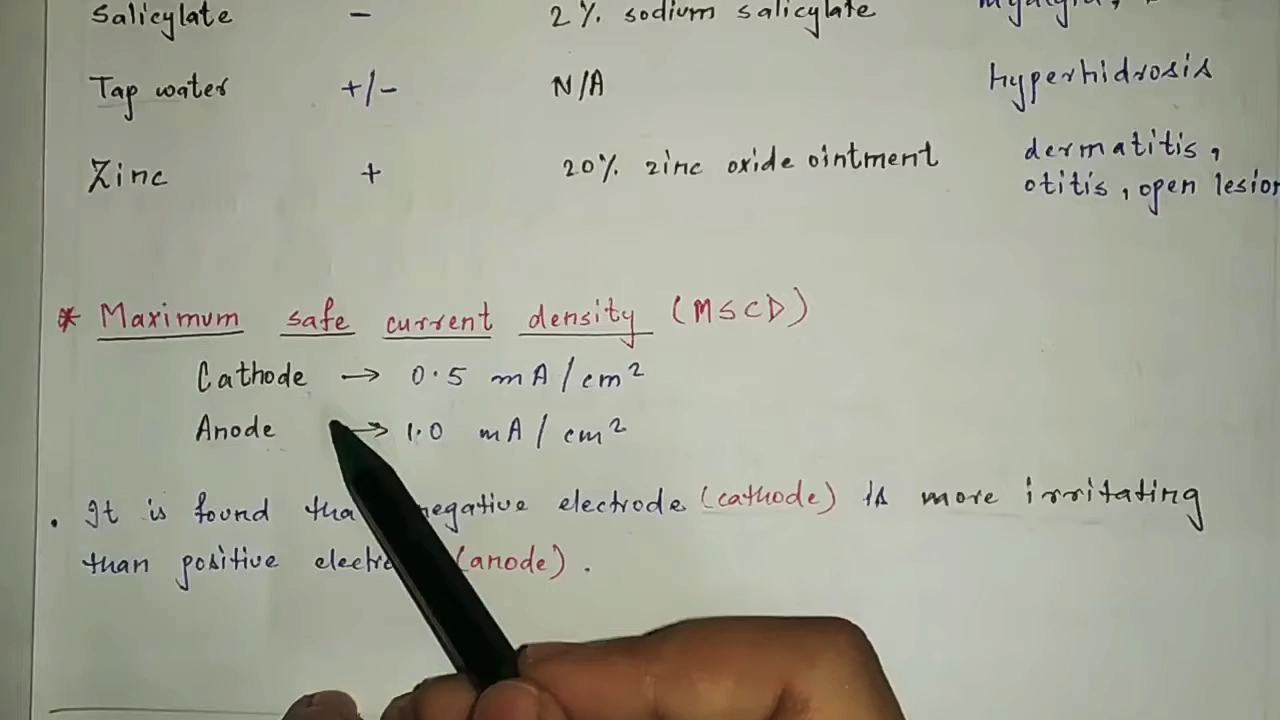 Salicylate - 2% sodium salicylate
Tap water +/- N/A hyperhidrosis
Zinc + 20% zinc oxide ointment dermatitis,
otitis, open lesion
* Maximum safe current density (MSCD)
Cathode → 0.5 mA/cm²
Anode → 1.0 mA/cm²
. It is found negative electrode (cathode) is more irritating
than positive (anode).